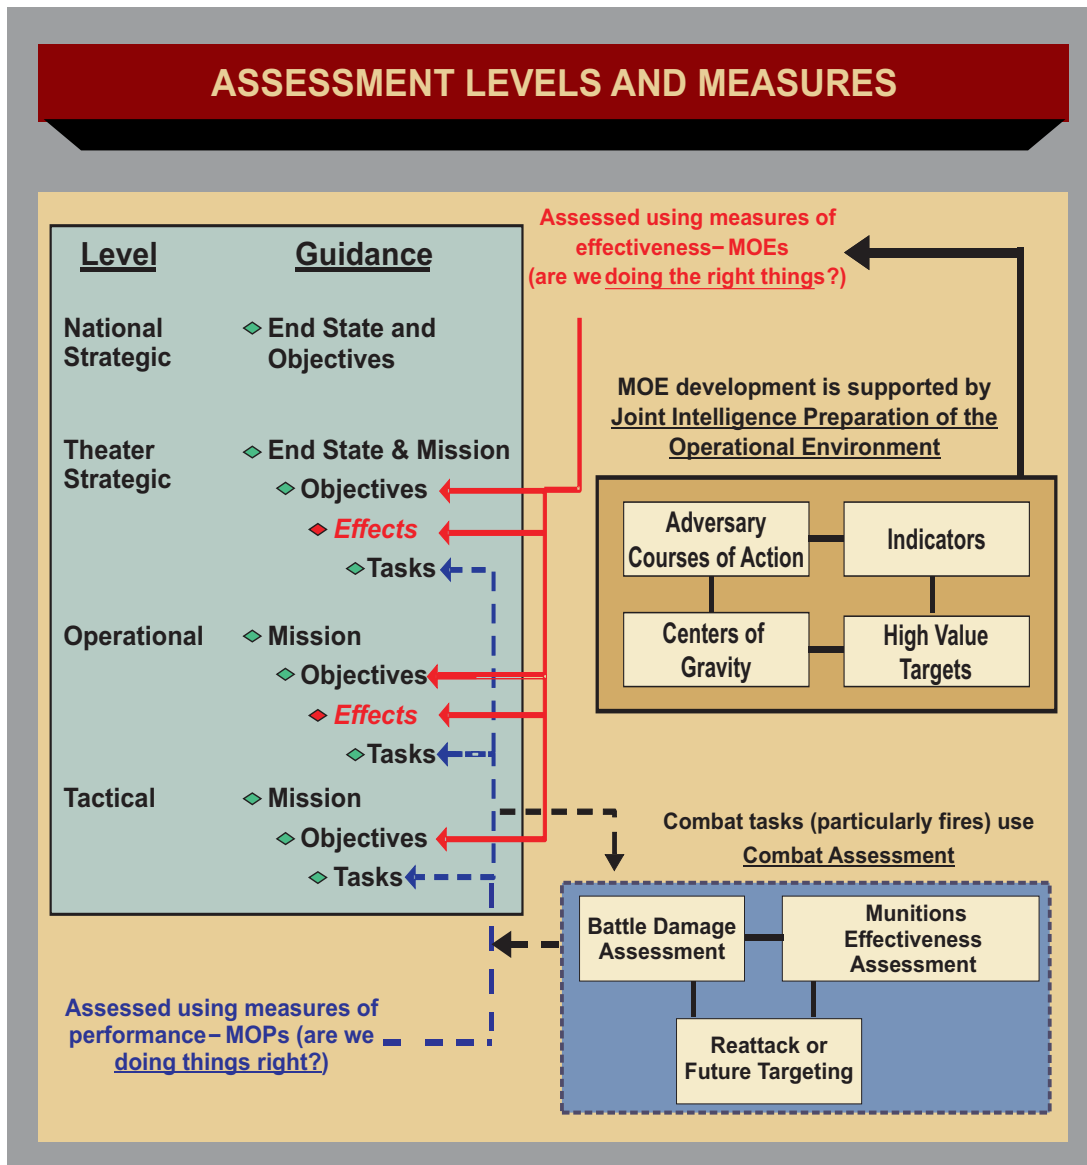 ASSESSMENT LEVELS AND MEASURES
Level
Guidance
National
Strategic
End State and
Objectives
Theater
Strategic
End State & Mission
Objectives
Effects
Tasks
Operational
Mission
Objectives
Effects
Tasks
Tactical
Mission
Objectives
Tasks
Assessed using measures of
effectiveness– MOEs
(are we doing the right things?)
MOE development is supported by
Joint Intelligence Preparation of the
Operational Environment
Adversary
Courses of Action
Indicators
Centers of
Gravity
High Value
Targets
Combat tasks (particularly fires) use
Combat Assessment
Battle Damage
Assessment
Munitions
Effectiveness
Assessment
Reattack or
Future Targeting
Assessed using measures of
performance– MOPs (are we
doing things right?)